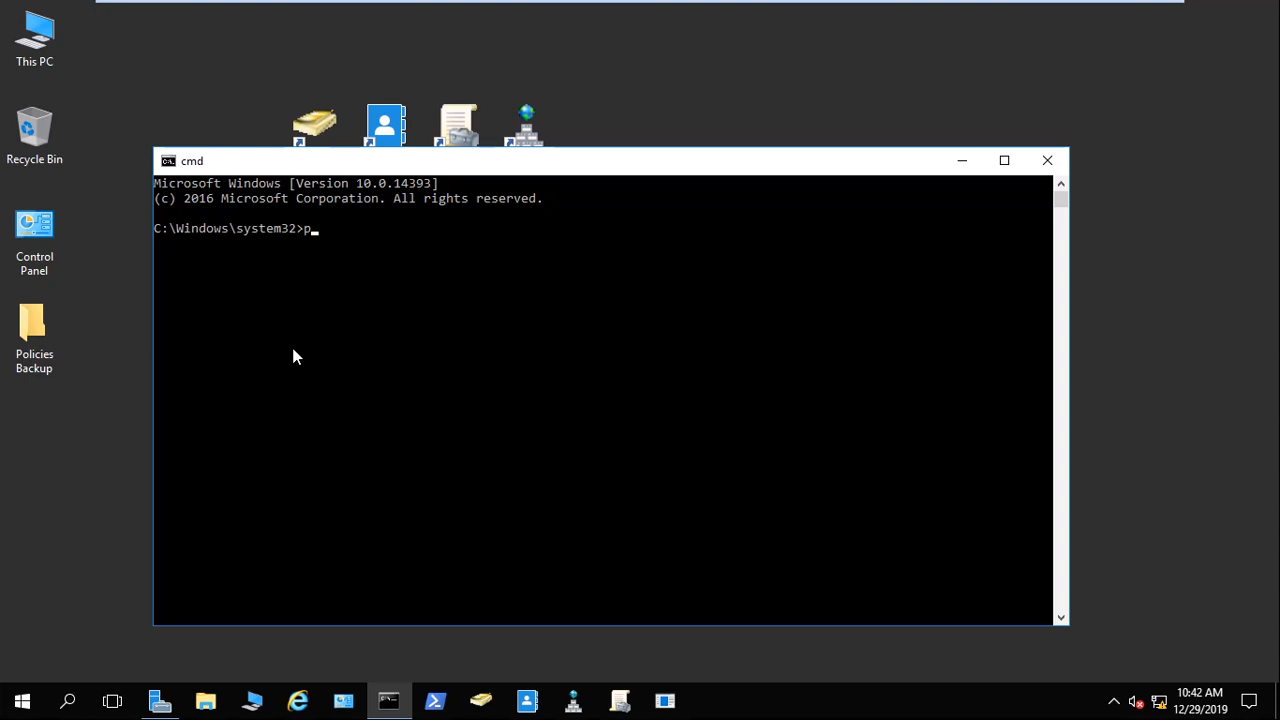 This PC
Recycle Bin
Control
Panel
Policies
Backup
cmd
Microsoft Windows [Version 10.0.14393]
(c) 2016 Microsoft Corporation. All rights reserved.
C:\Windows\system32>p_
10:42 AM
12/29/2019